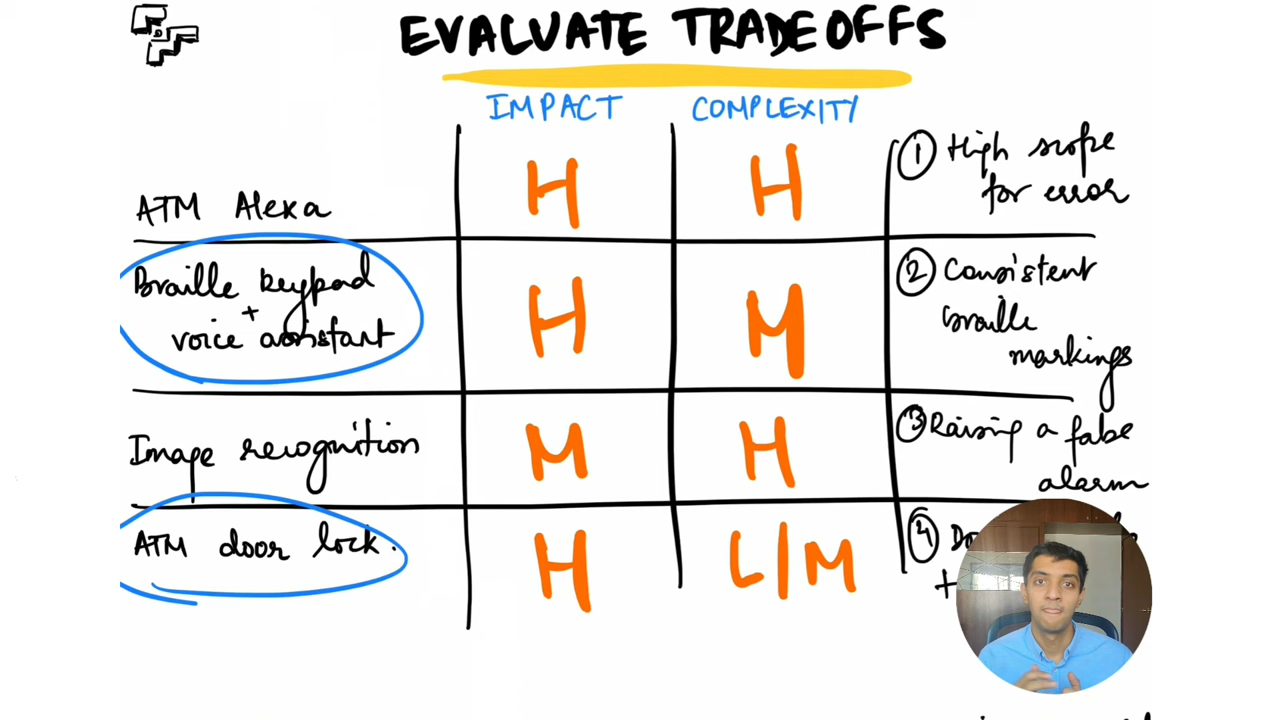 EVALUATE TRADEOFFS
IMPACT COMPLEXITY
ATM Alexa H H ① High scope
for error
Braille keypad
+
voice assistant H M ② Consistent
braille
markings
Image recognition M H ③ Raising a false
alarm
ATM door lock. H L/M ④
+